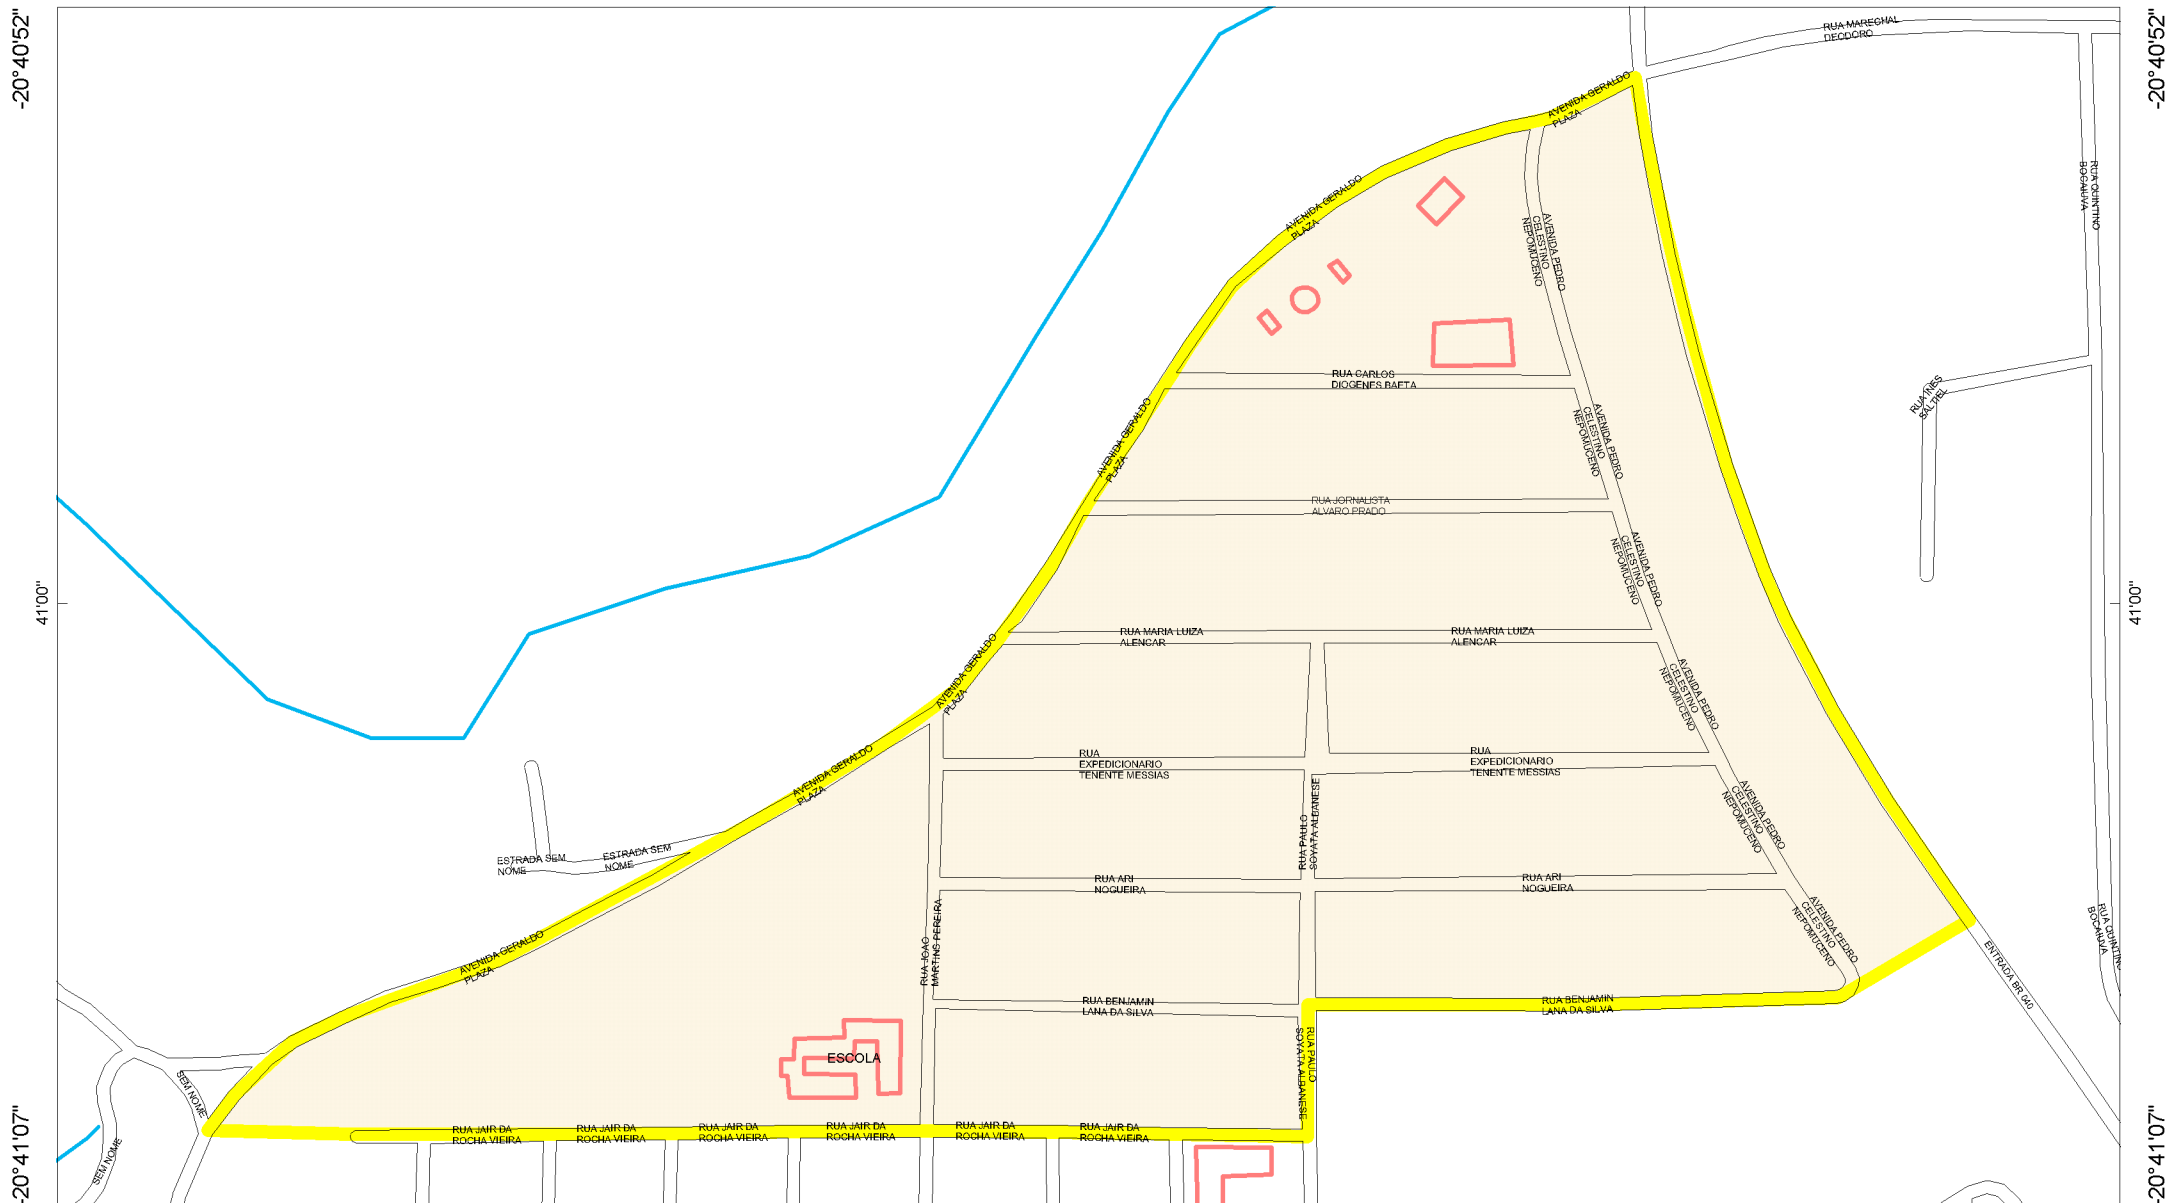 -20°40'52"
-20°40'52"
RUA MARECHAL
DEODORO
AVENIDA GERALDO
PLAZA
RUA QUINTINO
BOCAIUVA
AVENIDA GERALDO
PLAZA
AVENIDA PEDRO
CELESTINO
NEPOMUCENO
RUA CARLOS
DIOGENES BAETA
RUA INES
SALTIEL
AVENIDA GERALDO
PLAZA
AVENIDA PEDRO
CELESTINO
NEPOMUCENO
RUA JORNALISTA
ALVARO PRADO
AVENIDA PEDRO
CELESTINO
NEPOMUCENO
41'00"
41'00"
RUA MARIA LUIZA
ALENCAR
RUA MARIA LUIZA
ALENCAR
AVENIDA GERALDO
PLAZA
AVENIDA PEDRO
CELESTINO
NEPOMUCENO
RUA
EXPEDICIONARIO
TENENTE MESSIAS
RUA
EXPEDICIONARIO
TENENTE MESSIAS
AVENIDA GERALDO
PLAZA
RUA PAULO
SOYATA ALBANESE
AVENIDA PEDRO
CELESTINO
NEPOMUCENO
ESTRADA SEM
NOME
ESTRADA SEM
NOME
RUA ARI
NOGUEIRA
RUA ARI
NOGUEIRA
AVENIDA GERALDO
PLAZA
RUA JOAO
MARTINS PEREIRA
AVENIDA PEDRO
CELESTINO
NEPOMUCENO
RUA QUINTINO
BOCAIUVA
ENTRADA BR 040
RUA BENJAMIN
LANA DA SILVA
RUA BENJAMIN
LANA DA SILVA
ESCOLA
RUA PAULO
SOYATA ALBANESE
SEM NOME
SEM NOME
RUA JAIR DA
ROCHA VIEIRA
RUA JAIR DA
ROCHA VIEIRA
RUA JAIR DA
ROCHA VIEIRA
RUA JAIR DA
ROCHA VIEIRA
RUA JAIR DA
ROCHA VIEIRA
RUA JAIR DA
ROCHA VIEIRA
-20°41'07"
-20°41'07"